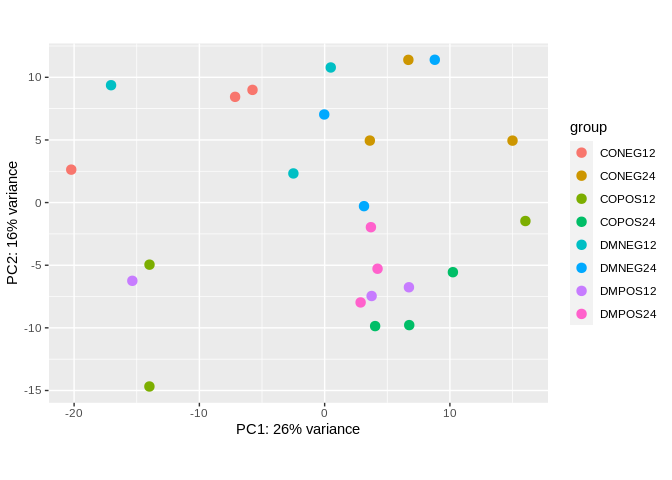 10
5
0
-5
-10
-15
PC2: 16% variance
-20
-10
0
10
PC1: 26% variance
group
CONEG12
CONEG24
COPOS12
COPOS24
DMNEG12
DMNEG24
DMPOS12
DMPOS24